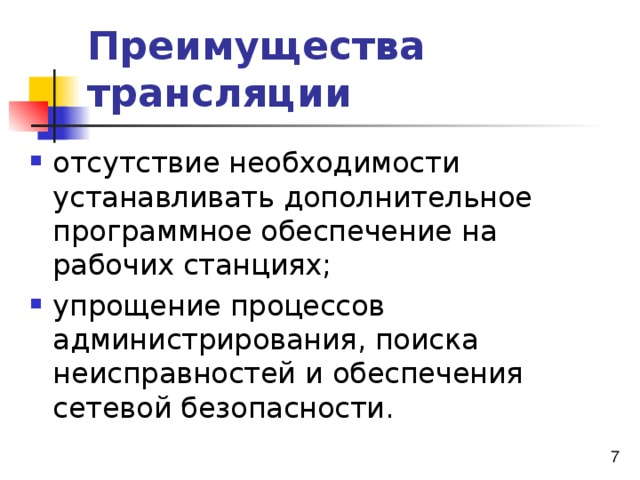 Преимущества
трансляции
отсутствие необходимости
устанавливать дополнительное
программное обеспечение на
рабочих станциях;
упрощение процессов
администрирования, поиска
неисправностей и обеспечения
сетевой безопасности.
7